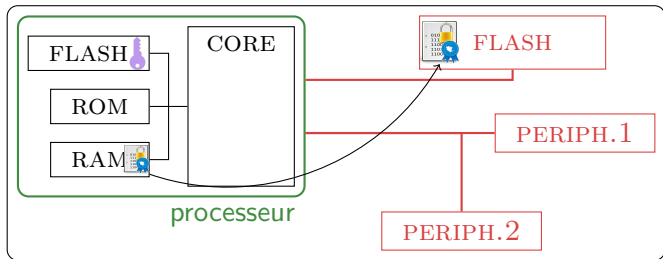 CORE
FLASH
FLASH
ROM
RAM
PERIPH.1
processeur
PERIPH.2